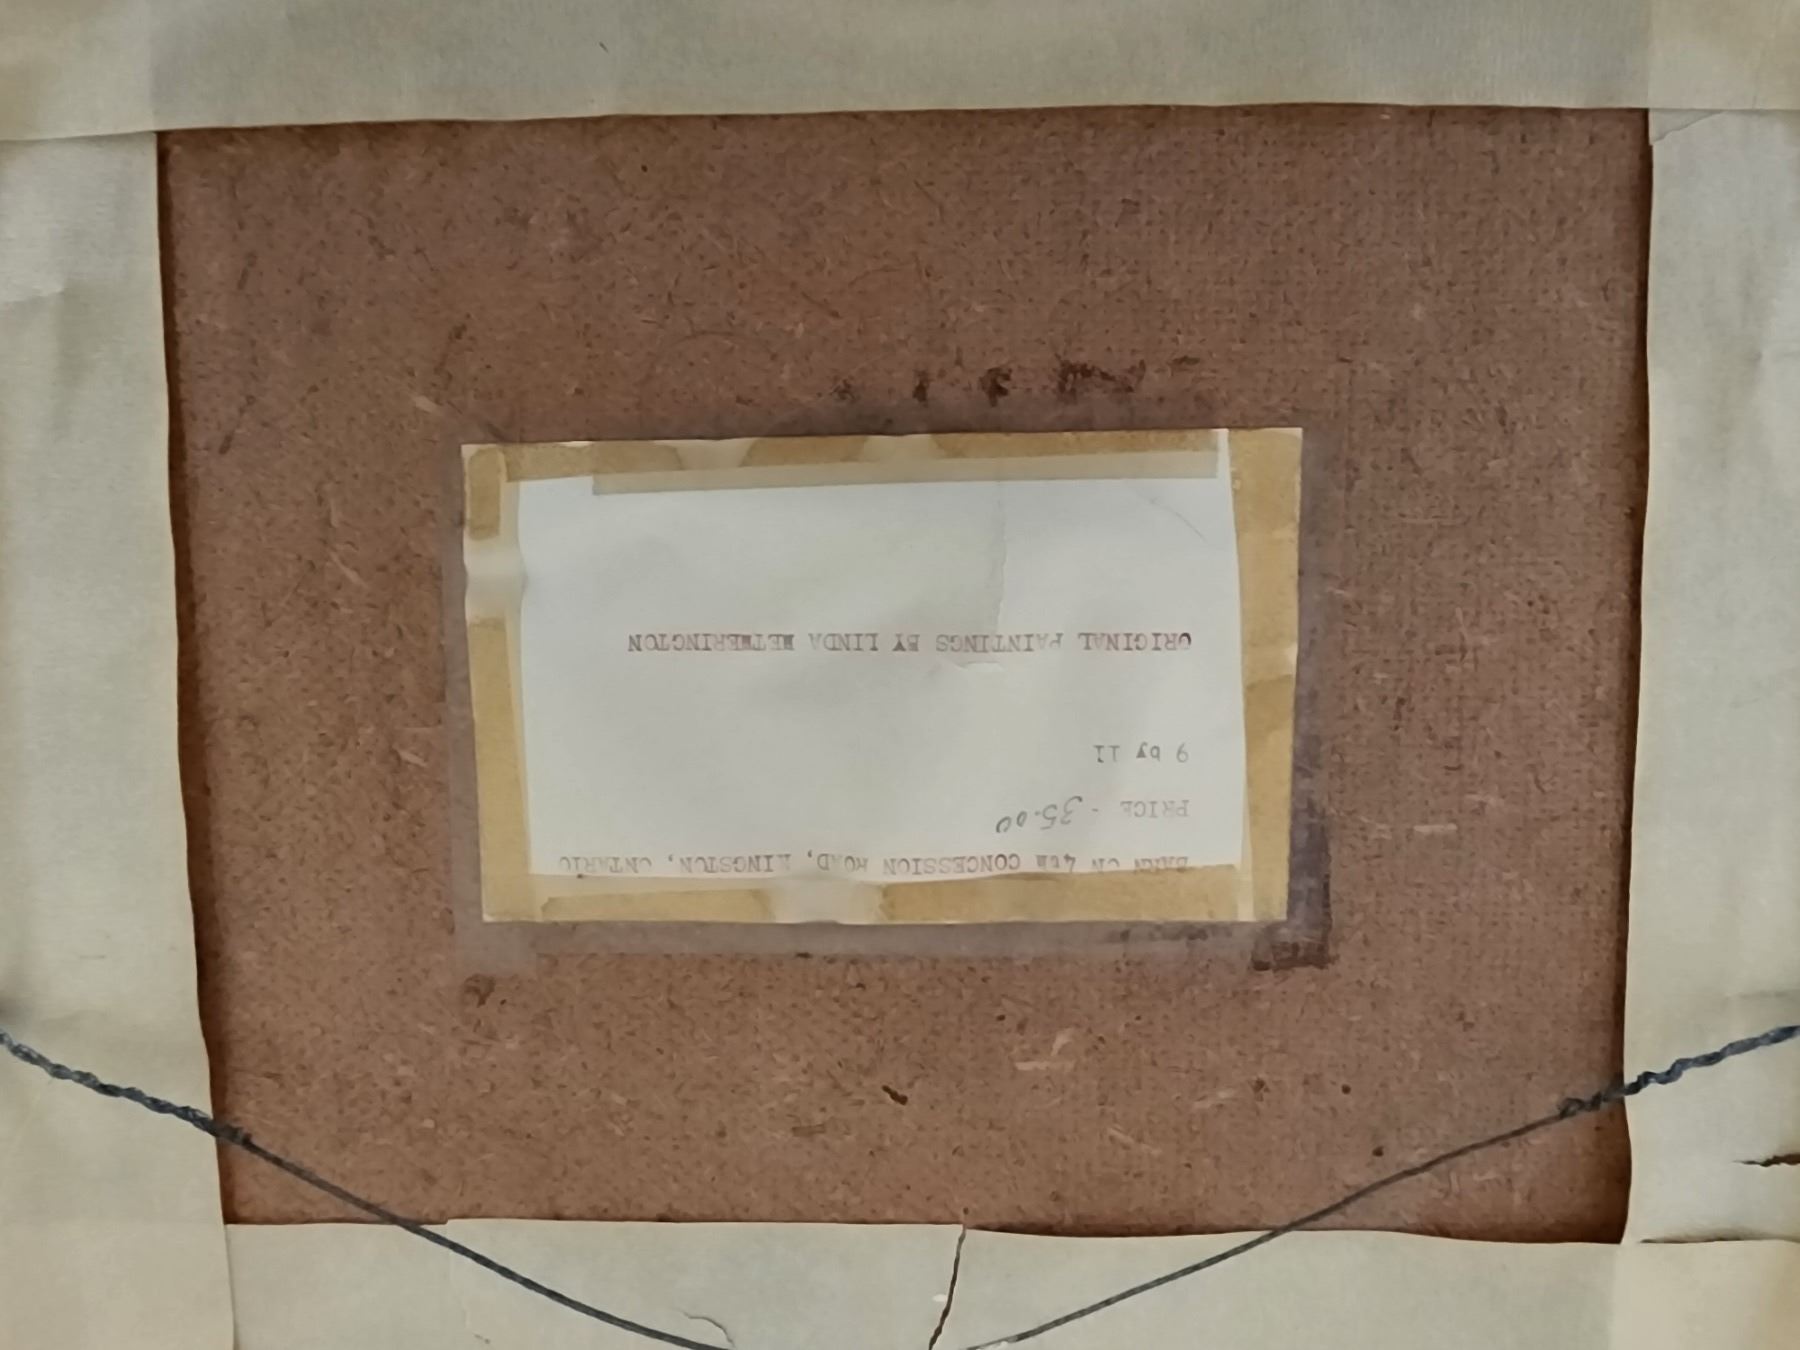 BARN ON 4th CONCESSION ROAD, KINGSTON, ONTARIO
PRICE - 35.00
9 by 11
ORIGINAL PAINTINGS BY LINDA HETHERINGTON